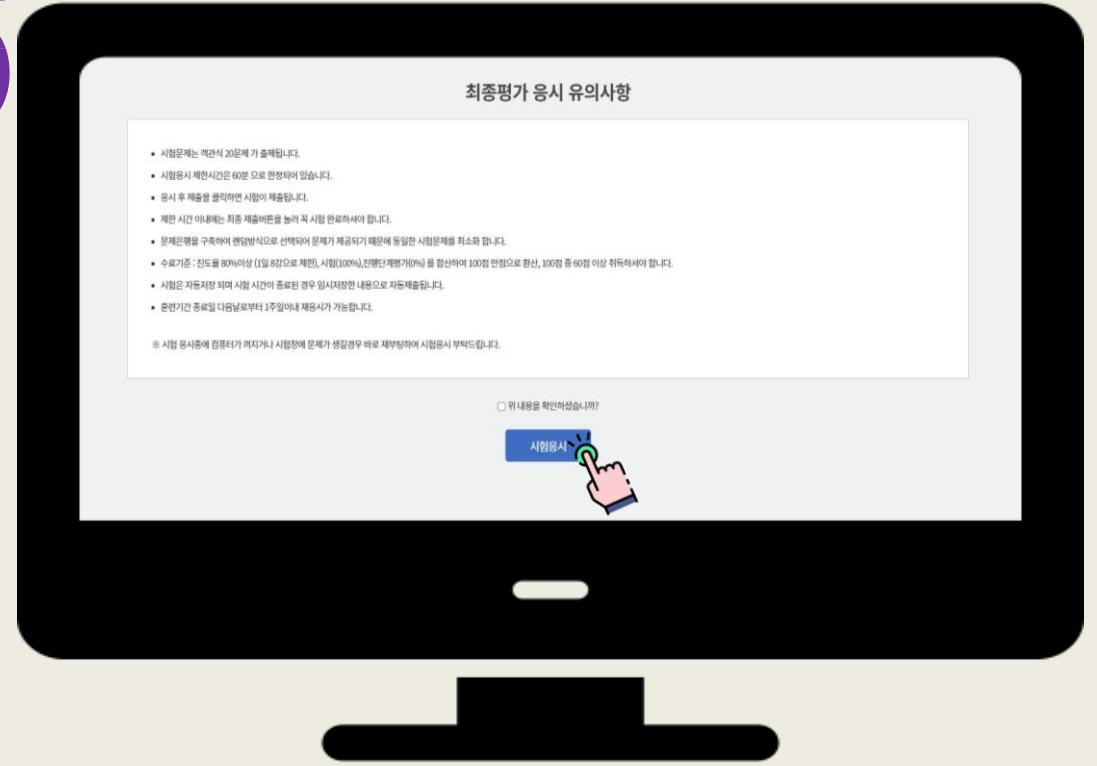 최종평가 응시 유의사항
• 시험문제는 객관식 20문제 가 출제됩니다.
• 시험응시 제한시간은 60분 으로 한정되어 있습니다.
• 응시 후 제출을 클릭하면 시험이 제출됩니다.
• 제한 시간 이내에는 최종 제출버튼을 눌러 꼭 시험 완료하셔야 합니다.
• 문제은행을 구축하여 랜덤방식으로 선택되어 문제가 제공되기 때문에 동일한 시험문제를 최소화 합니다.
• 수료기준 : 진도율 80%이상 (1일 8강으로 제한), 시험(100%),진행단계평가(0%) 를 합산하여 100점 만점으로 환산, 100점 중 60점 이상 취득하셔야 합니다.
• 시험은 자동저장 되며 시험 시간이 종료된 경우 임시저장한 내용으로 자동제출됩니다.
• 훈련기간 종료일 다음날로부터 1주일이내 재응시가 가능합니다.
※ 시험 응시중에 컴퓨터가 꺼지거나 시험창에 문제가 생길경우 바로 재부팅하여 시험응시 부탁드립니다.
위 내용을 확인하셨습니까?
시험응시